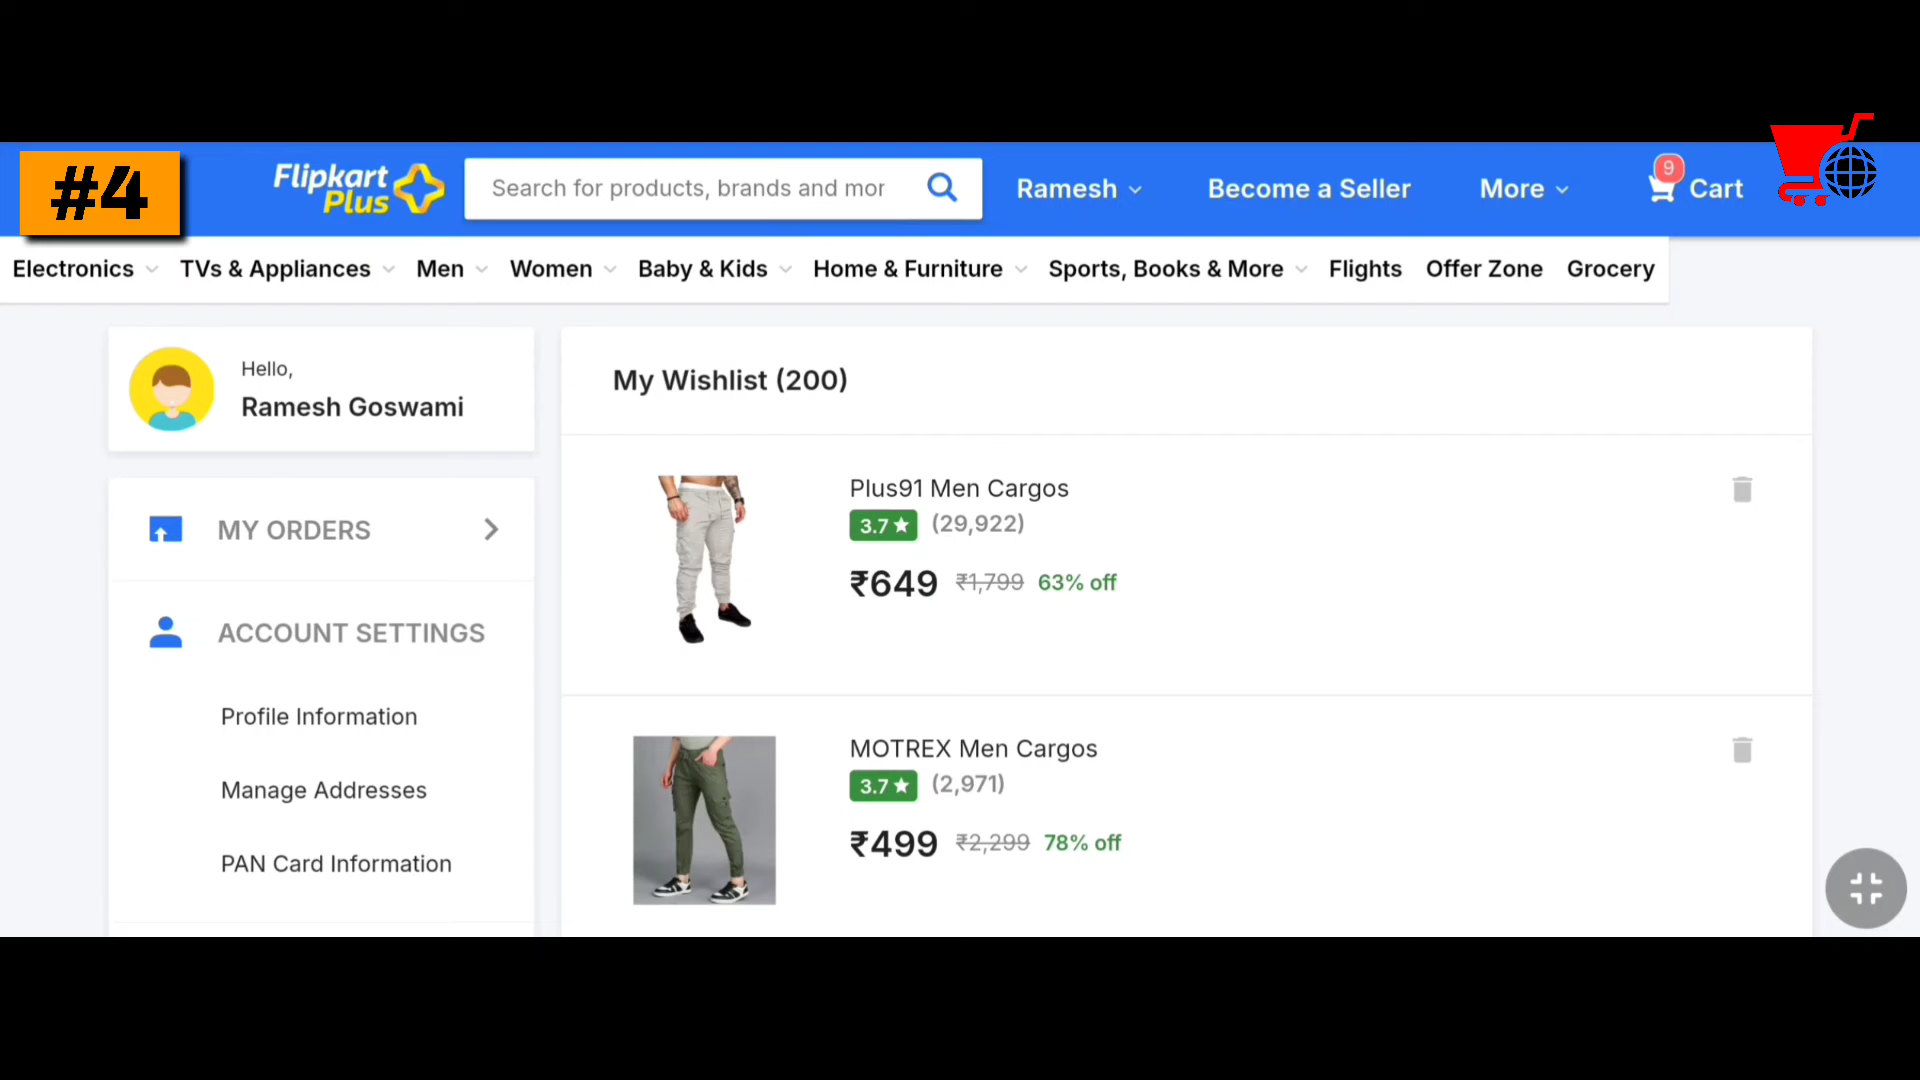 #4
Flipkart
Plus
Search for products, brands and mor
Ramesh
Become a Seller
More
9
Cart
Electronics
TVs & Appliances
Men
Women
Baby & Kids
Home & Furniture
Sports, Books & More
Flights
Offer Zone
Grocery
Hello,
Ramesh Goswami
MY ORDERS
ACCOUNT SETTINGS
Profile Information
Manage Addresses
PAN Card Information
My Wishlist (200)
Plus91 Men Cargos
3.7★ (29,922)
₹649 ₹1,799 63% off
MOTREX Men Cargos
3.7★ (2,971)
₹499 ₹2,299 78% off